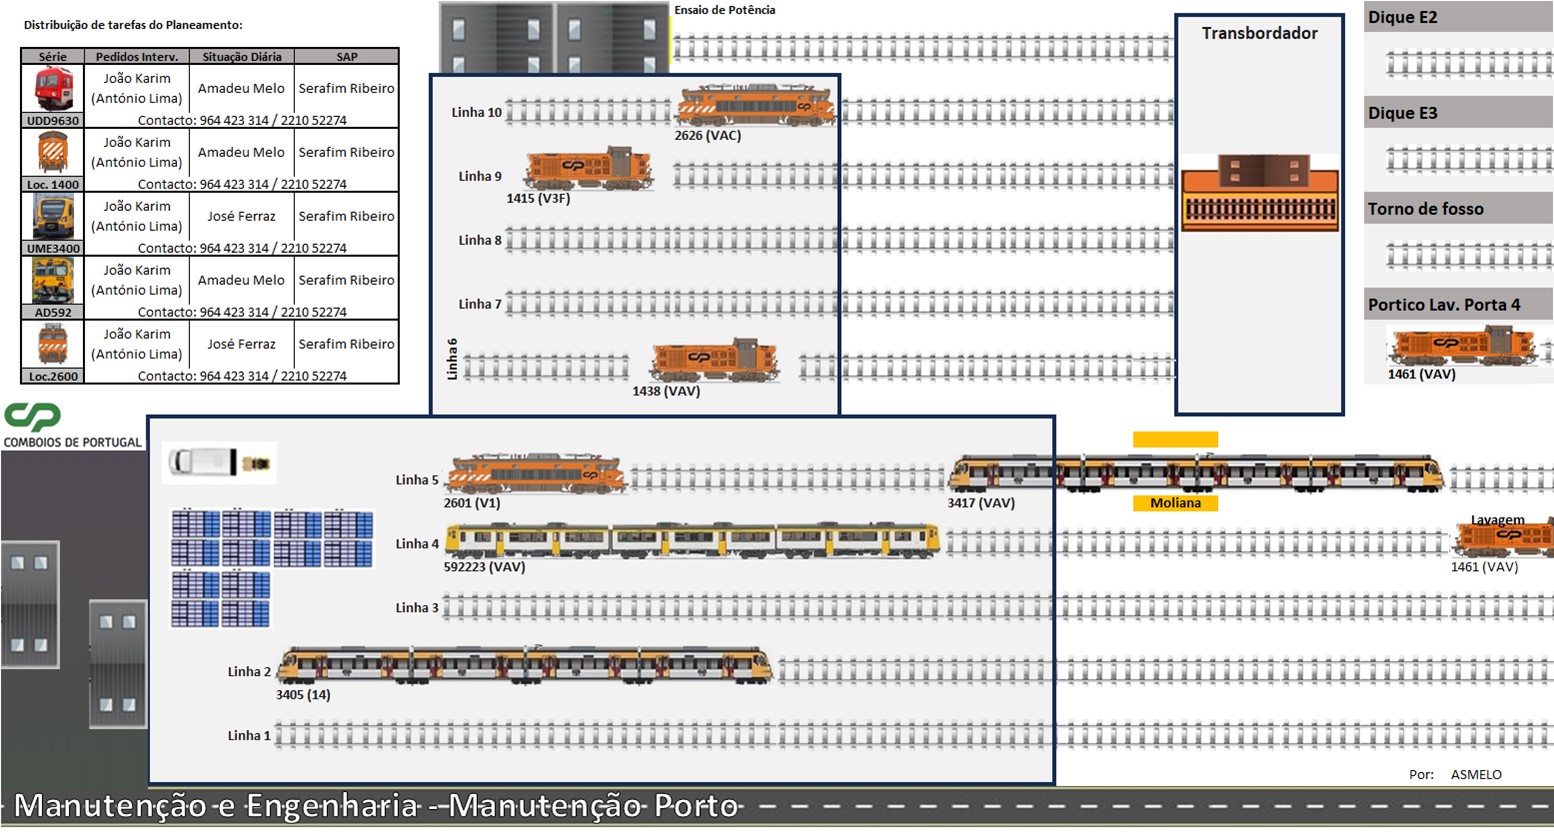 Distribuição de tarefas do Planeamento:
Série Pedidos Interv. Situação Diária SAP
João Karim
(António Lima) Amadeu Melo Serafim Ribeiro
UDD9630 Contacto: 964 423 314 / 2210 52274
João Karim
(António Lima) Amadeu Melo Serafim Ribeiro
Loc. 1400 Contacto: 964 423 314 / 2210 52274
João Karim
(António Lima) José Ferraz Serafim Ribeiro
UME3400 Contacto: 964 423 314 / 2210 52274
João Karim
(António Lima) Amadeu Melo Serafim Ribeiro
AD592 Contacto: 964 423 314 / 2210 52274
João Karim
(António Lima) José Ferraz Serafim Ribeiro
Loc.2600 Contacto: 964 423 314 / 2210 52274
CP
COMBOIOS DE PORTUGAL
Ensaio de Potência
Linha 10
2626 (VAC)
Linha 9
1415 (V3F)
Linha 8
Linha 7
Linha 6
1438 (VAV)
Transbordador
Dique E2
Dique E3
Torno de fosso
Portico Lav. Porta 4
1461 (VAV)
Linha 5
2601 (V1)
3417 (VAV)
Moliana
Linha 4
592223 (VAV)
Lavagem
1461 (VAV)
Linha 3
Linha 2
3405 (14)
Linha 1
Por: ASMELO
Manutenção e Engenharia - Manutenção Porto